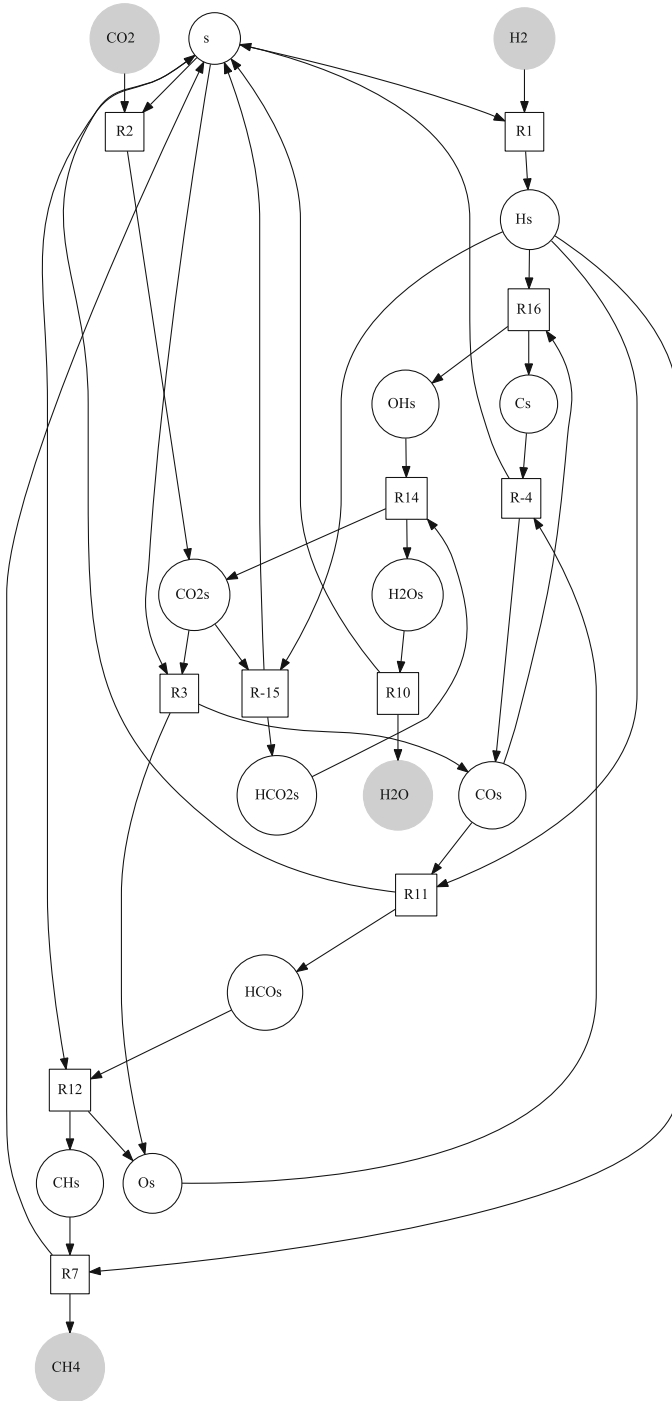 CO2
s
H2
R2
R1
Hs
R16
OHs
Cs
R14
R-4
CO2s
H2Os
R3
R-15
R10
HCO2s
H2O
COs
R11
HCOs
R12
CHs
Os
R7
CH4